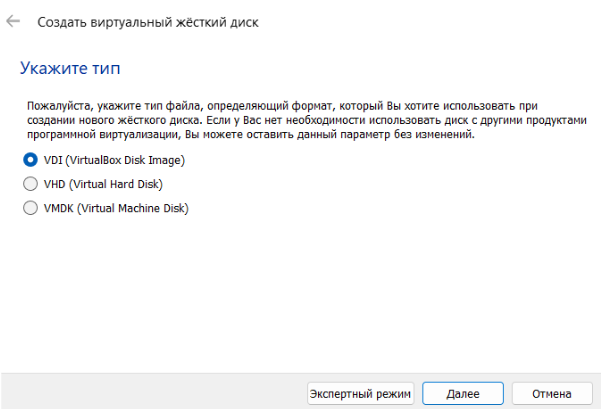 Создать виртуальный жёсткий диск
Укажите тип
Пожалуйста, укажите тип файла, определяющий формат, который Вы хотите использовать при
создании нового жёсткого диска. Если у Вас нет необходимости использовать диск с другими продуктами
программной виртуализации, Вы можете оставить данный параметр без изменений.
VDI (VirtualBox Disk Image)
VHD (Virtual Hard Disk)
VMDK (Virtual Machine Disk)
Экспертный режим Далее Отмена